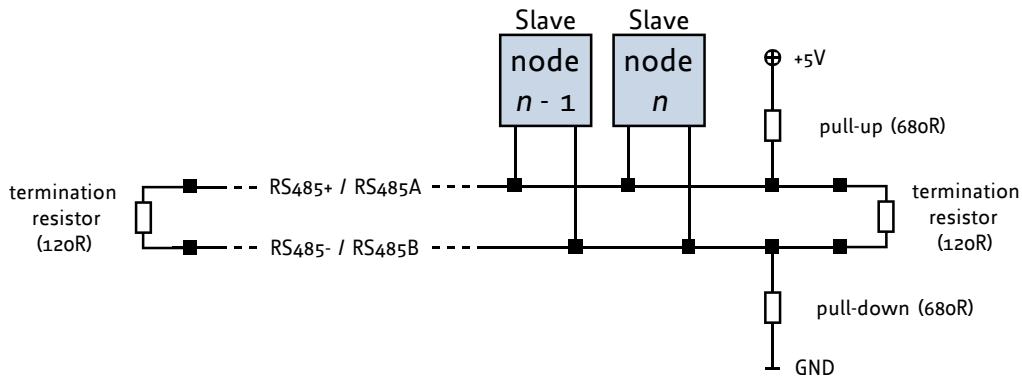 Slave
Slave
node
n - 1
node
n
+5V
pull-up (680R)
termination
resistor
(120R)
RS485+ / RS485A
RS485- / RS485B
termination
resistor
(120R)
pull-down (680R)
GND